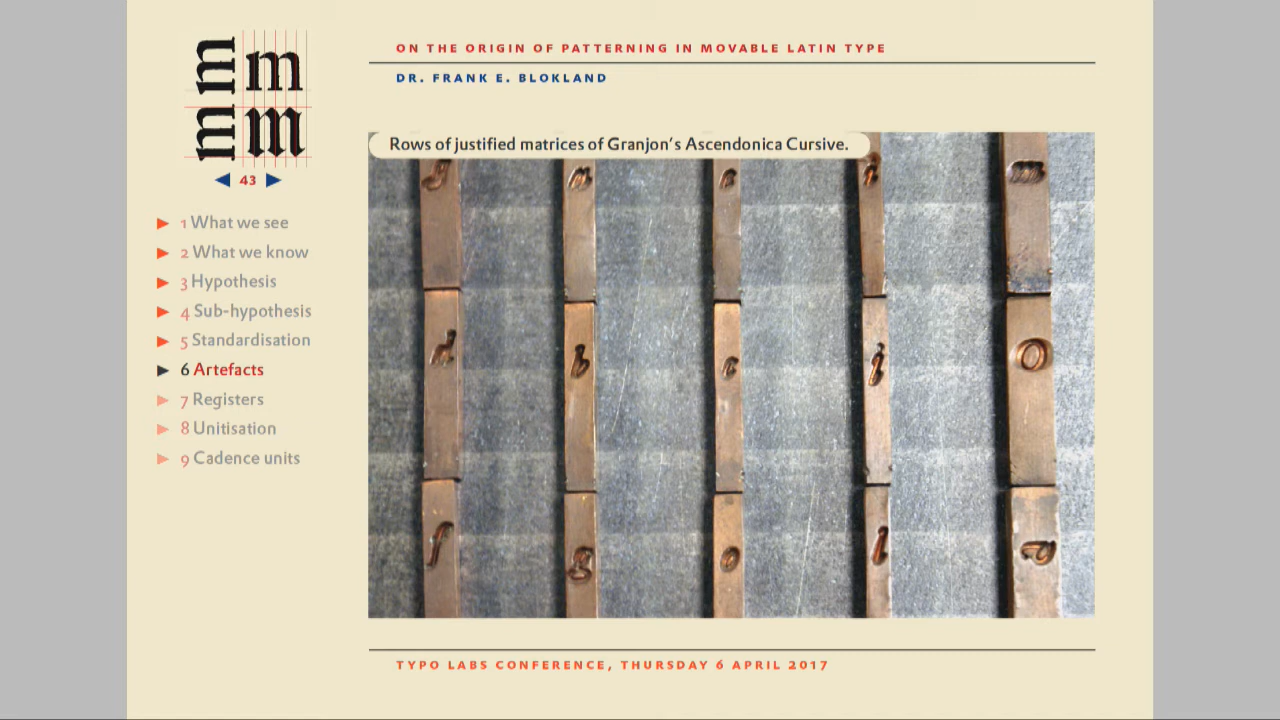 ON THE ORIGIN OF PATTERNING IN MOVABLE LATIN TYPE
DR. FRANK E. BLOKLAND
m m
m m
43
1 What we see
2 What we know
3 Hypothesis
4 Sub-hypothesis
5 Standardisation
6 Artefacts
7 Registers
8 Unitisation
9 Cadence units
Rows of justified matrices of Granjon's Ascendonica Cursive.
d b c i O
f g o
TYPO LABS CONFERENCE, THURSDAY 6 APRIL 2017